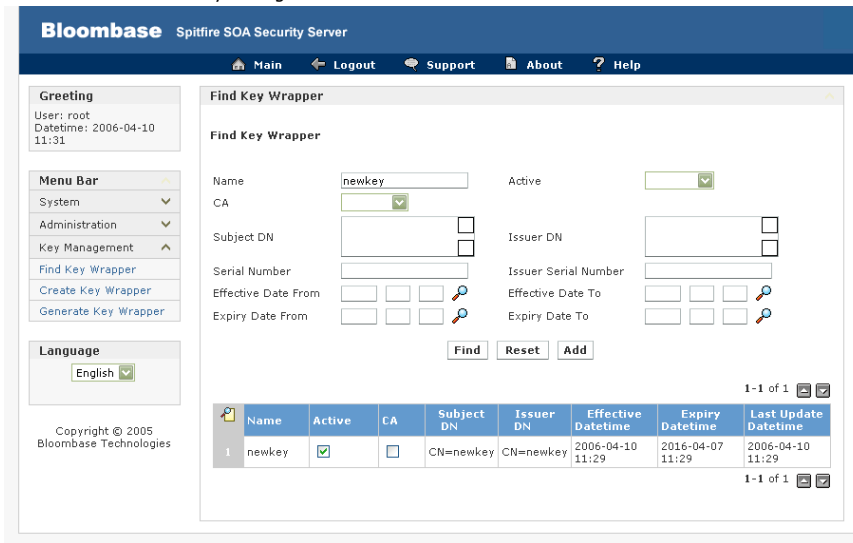 Bloombase Spitfire SOA Security Server
Main Logout Support About ? Help
Greeting
User: root
Datetime: 2006-04-10
11:31
Menu Bar
System
Administration
Key Management
Find Key Wrapper
Create Key Wrapper
Generate Key Wrapper
Language
English
Copyright © 2005
Bloombase Technologies
Find Key Wrapper
Find Key Wrapper
Name newkey Active
CA
Subject DN Issuer DN
Serial Number Issuer Serial Number
Effective Date From Effective Date To
Expiry Date From Expiry Date To
Find Reset Add
1-1 of 1
Name Active CA Subject DN Issuer DN Effective Datetime Expiry Datetime Last Update Datetime
1 newkey CN=newkey CN=newkey 2006-04-10 11:29 2016-04-07 11:29 2006-04-10 11:29
1-1 of 1